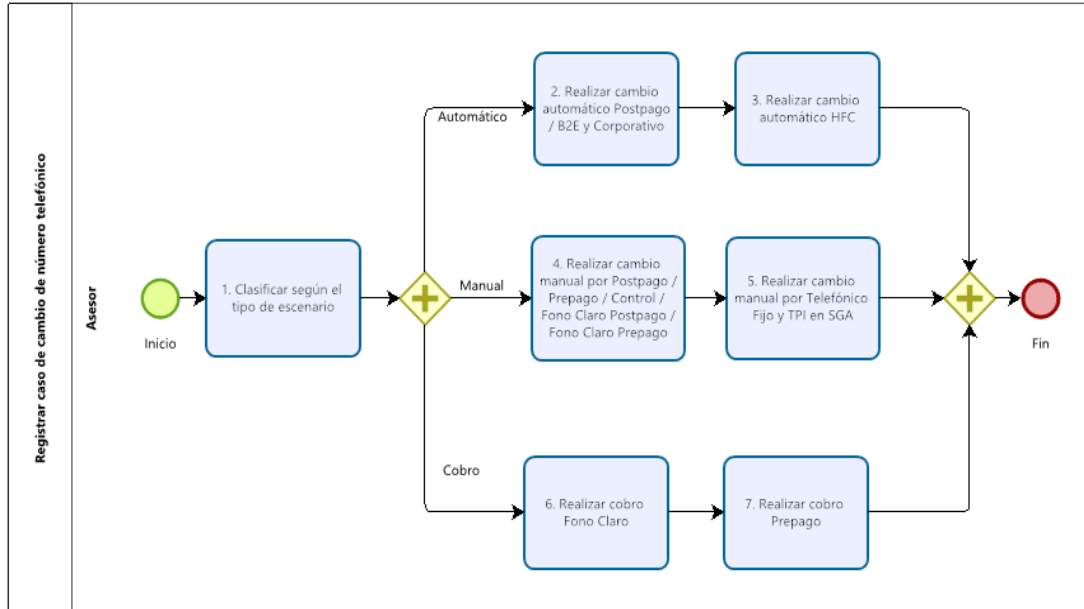 Registrar caso de cambio de número telefónico
Asesor
Inicio
1. Clasificar según el
tipo de escenario
Automático
2. Realizar cambio
automático Postpago
/ B2E y Corporativo
3. Realizar cambio
automático HFC
Manual
4. Realizar cambio
manual por Postpago /
Prepago / Control /
Fono Claro Postpago /
Fono Claro Prepago
5. Realizar cambio
manual por Telefónico
Fijo y TPI en SGA
Cobro
6. Realizar cobro
Fono Claro
7. Realizar cobro
Prepago
Fin